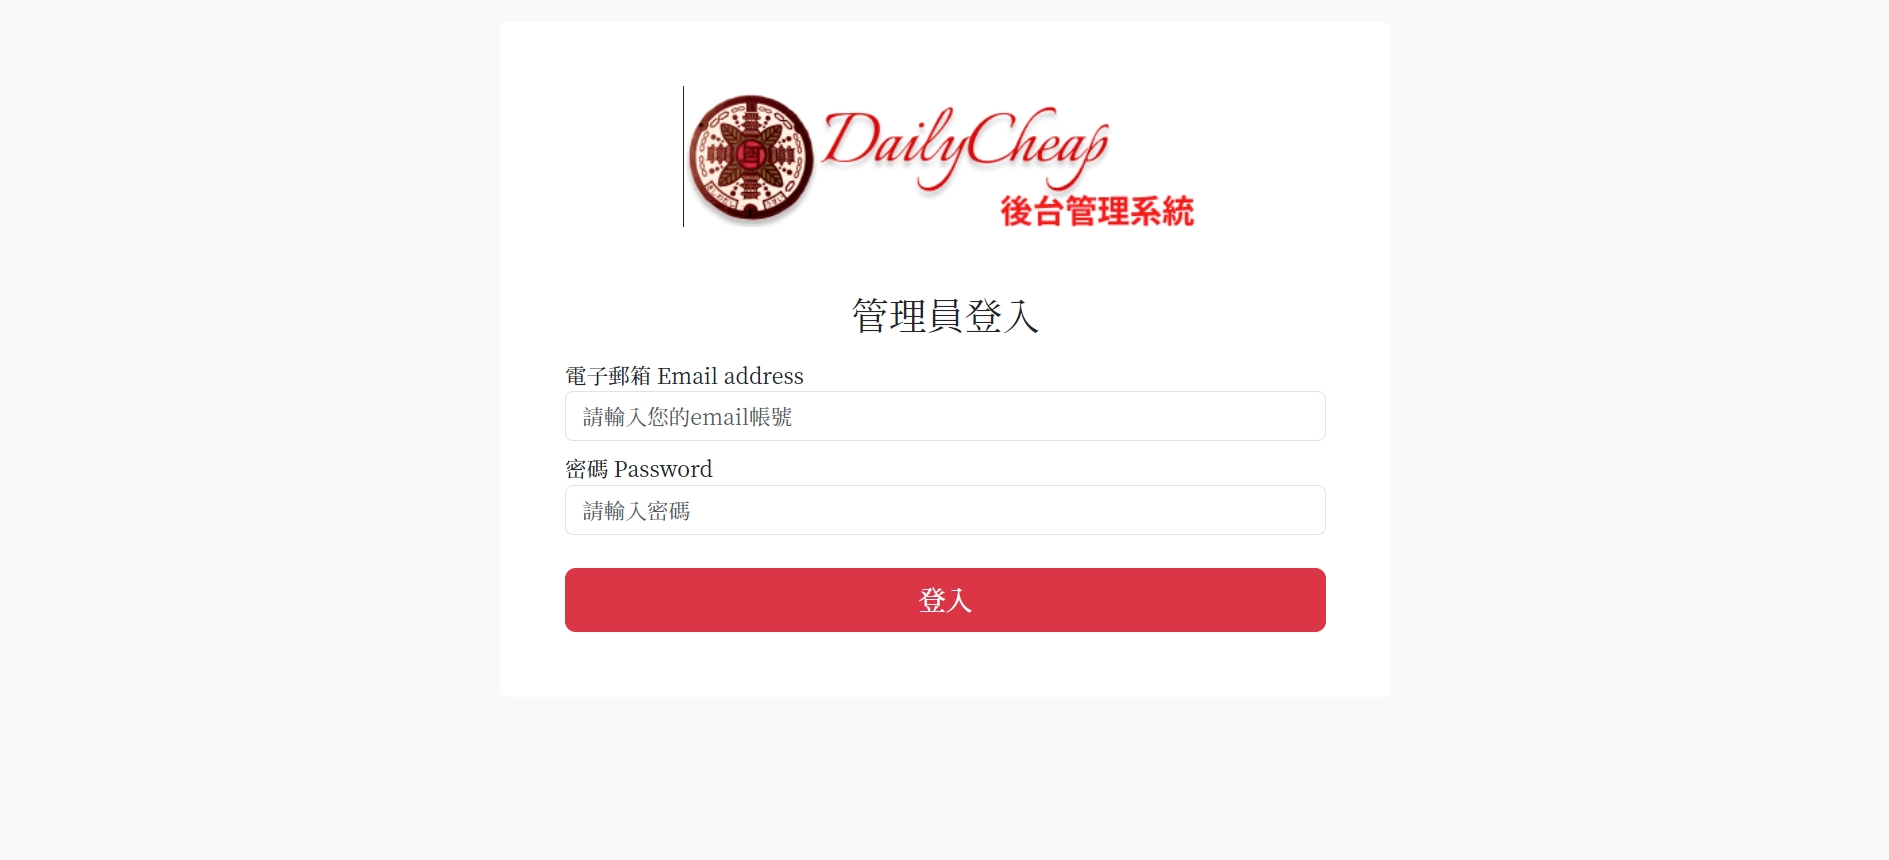 DailyCheap
後台管理系統
管理員登入
電子郵箱 Email address
請輸入您的email帳號
密碼 Password
請輸入密碼
登入